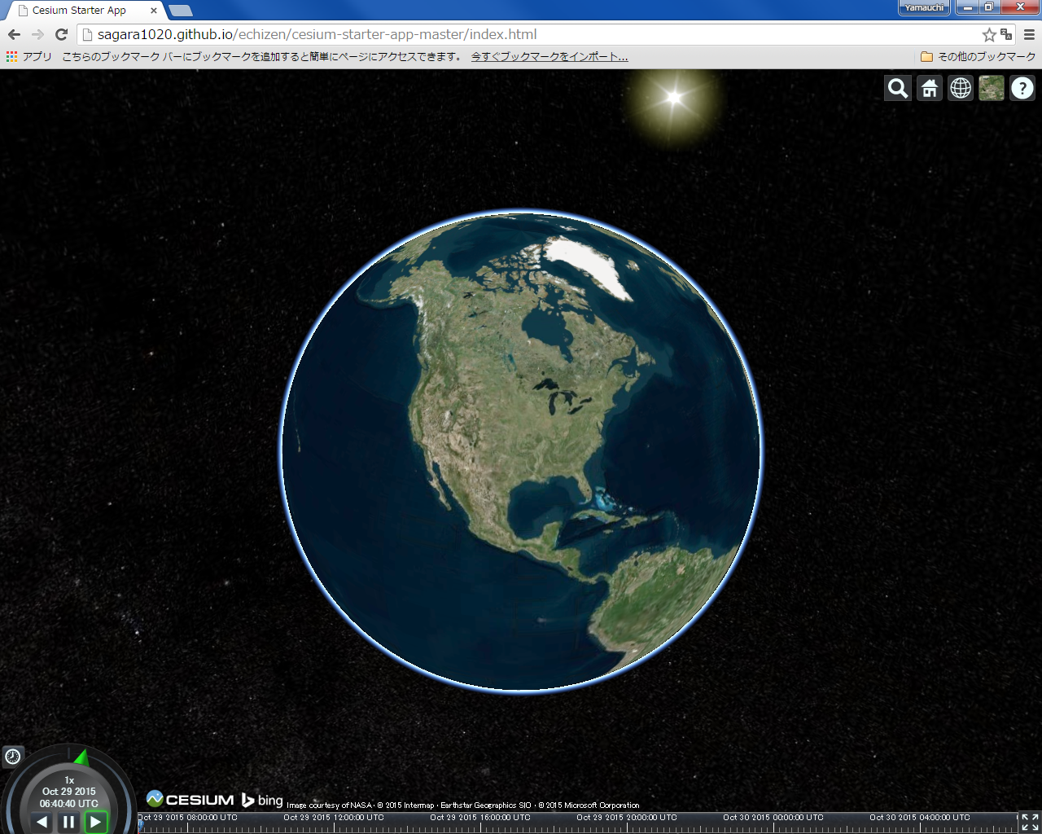 Cesium Starter App
Yamauchi
sagara1020.github.io/echizen/cesium-starter-app-master/index.html
アプリ こちらのブックマーク バーにブックマークを追加すると簡単にページにアクセスできます。 今すぐブックマークをインポート... その他のブックマーク
?
1x
Oct 29 2015
06:40:40 UTC
CESIUM bing Image courtesy of NASA · © 2015 Intermap · Earthstar Geographics SIO · © 2015 Microsoft Corporation
Oct 29 2015 08:00:00 UTC Oct 29 2015 12:00:00 UTC Oct 29 2015 16:00:00 UTC Oct 29 2015 20:00:00 UTC Oct 30 2015 00:00:00 UTC Oct 30 2015 04:00:00 UTC